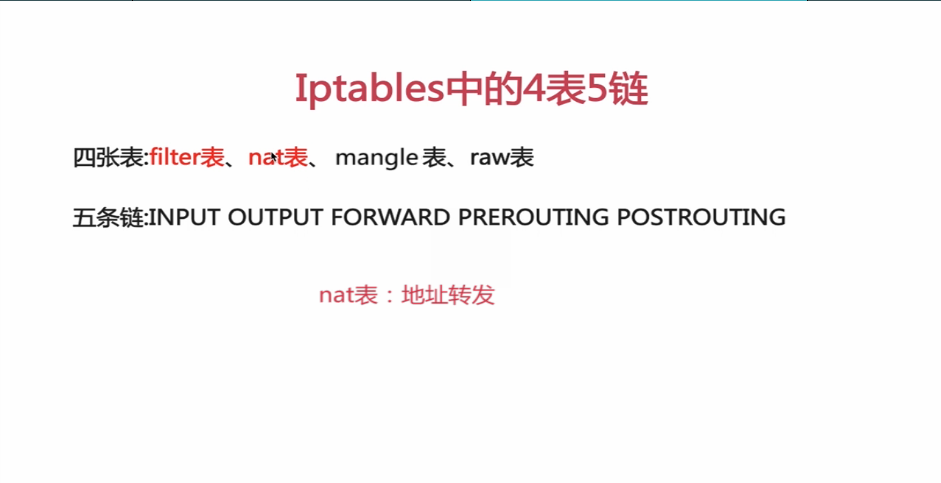 Iptables中的4表5链
四张表:filter表、nat表、 mangle 表、raw表
五条链:INPUT OUTPUT FORWARD PREROUTING POSTROUTING
nat表：地址转发